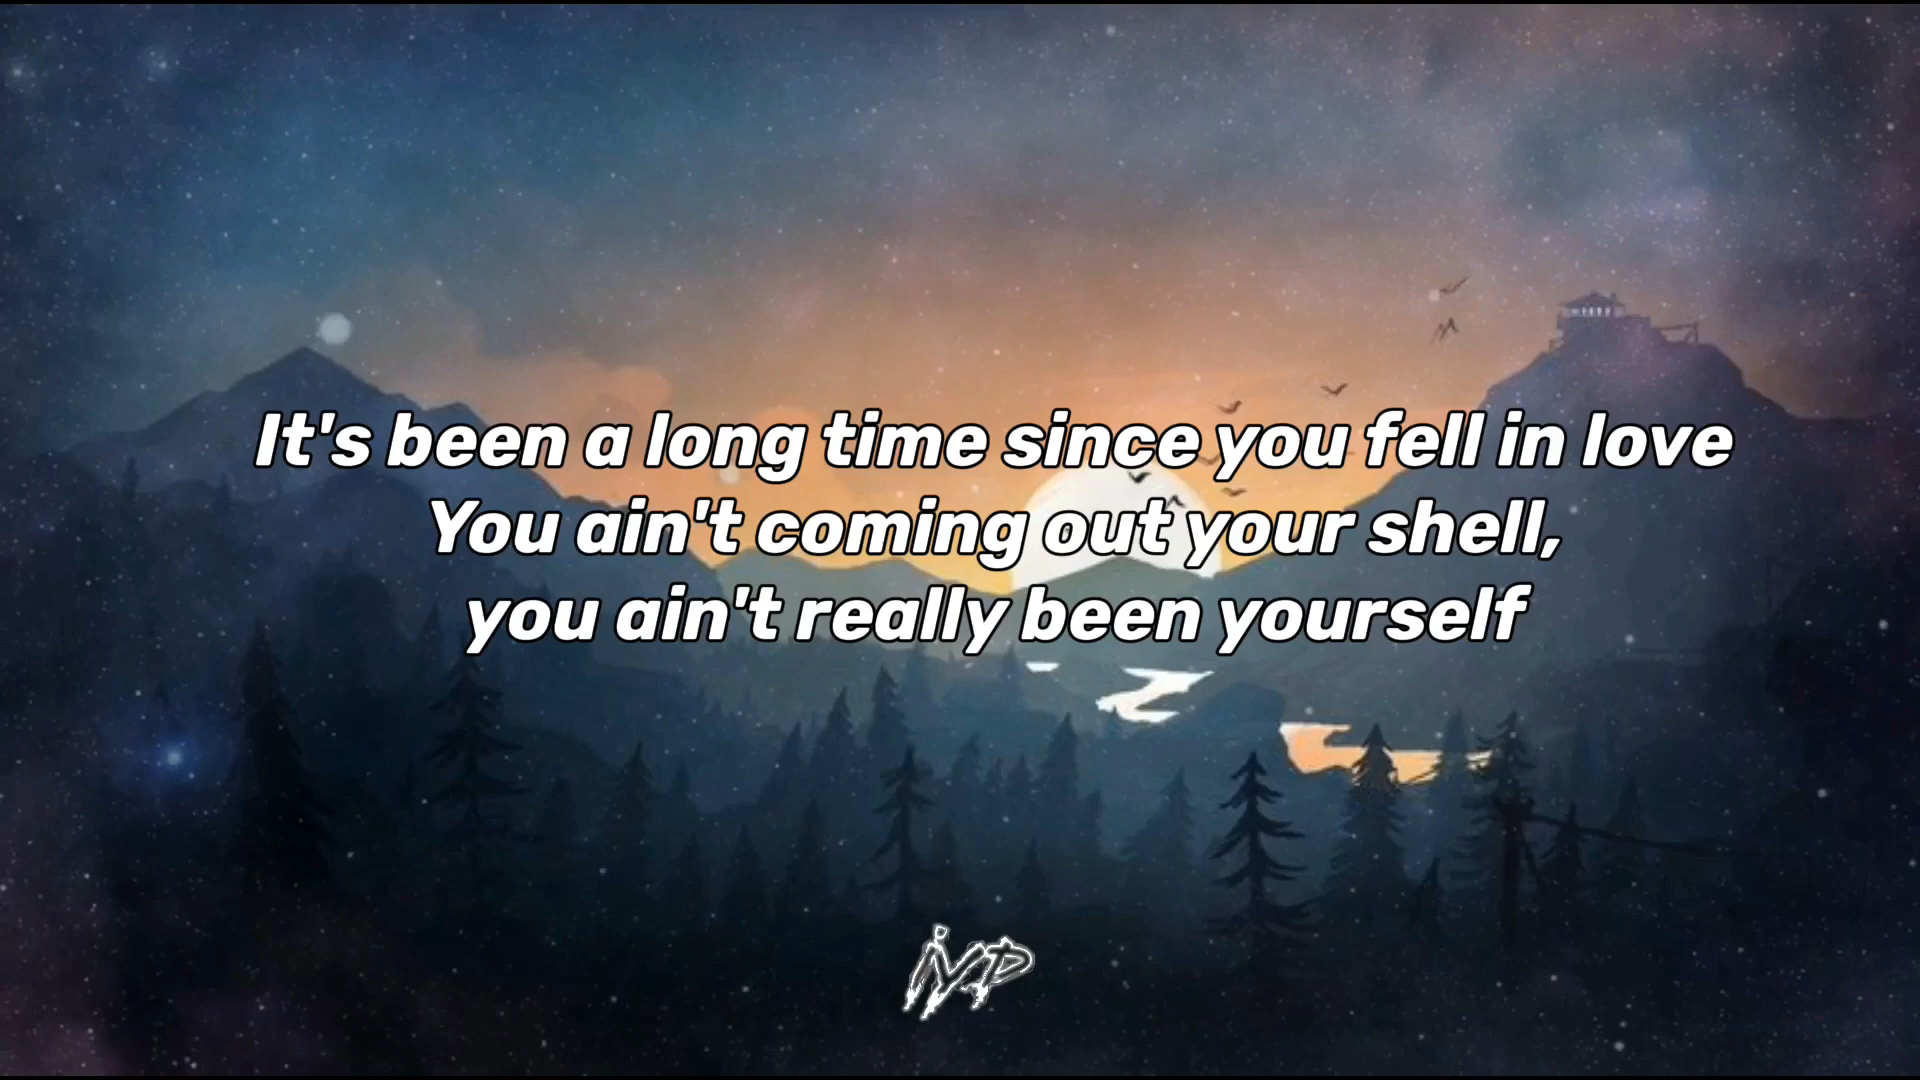 It's been a long time since you fell in love
You ain't coming out your shell,
you ain't really been yourself